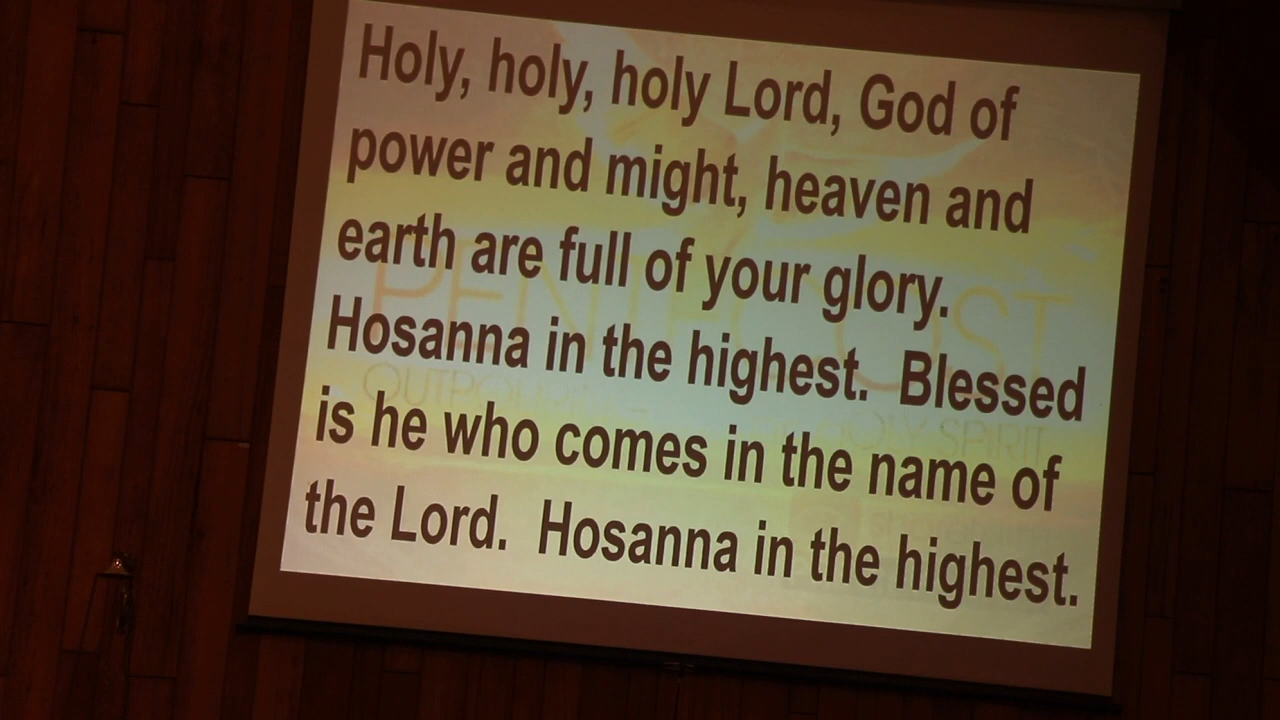 Holy, holy, holy Lord, God of
power and might, heaven and
earth are full of your glory.
Hosanna in the highest.  Blessed
is he who comes in the name of
the Lord.  Hosanna in the highest.
PENTECOST